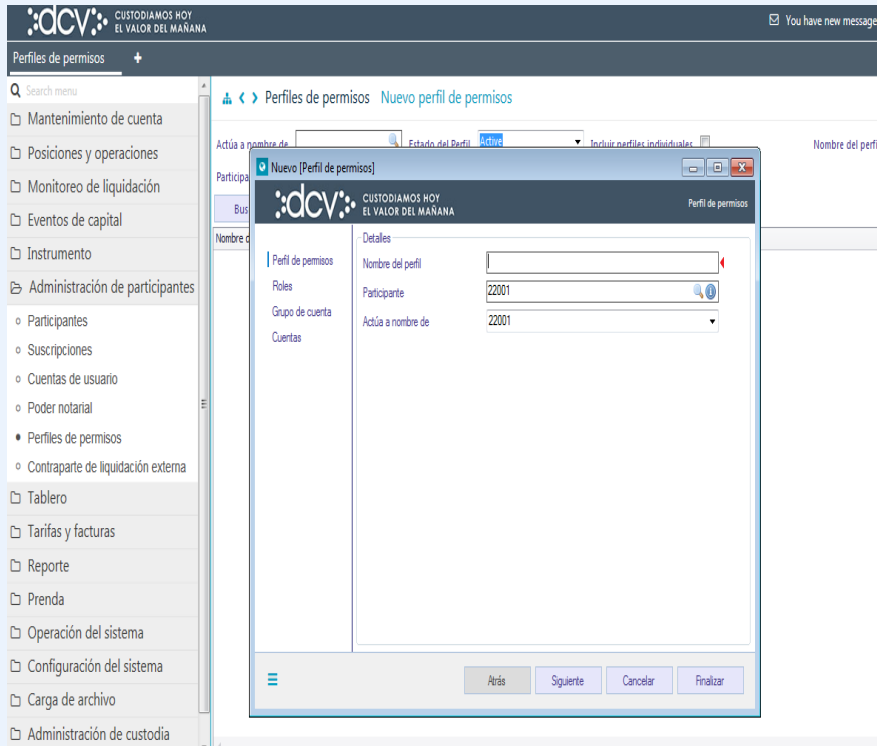 :dcv: CUSTODIAMOS HOY
EL VALOR DEL MAÑANA
You have new message
Perfiles de permisos +
Search menu
Mantenimiento de cuenta
Posiciones y operaciones
Monitoreo de liquidación
Eventos de capital
Instrumento
Administración de participantes
Participantes
Suscripciones
Cuentas de usuario
Poder notarial
Perfiles de permisos
Contraparte de liquidación externa
Tablero
Tarifas y facturas
Reporte
Prenda
Operación del sistema
Configuración del sistema
Carga de archivo
Administración de custodia
Perfiles de permisos Nuevo perfil de permisos
Actúa a nombre de Estado del Perfil Active Incluir perfiles individuales Nombre del perfi
Participa
Bus
Nombre d
Nuevo [Perfil de permisos]
:dcv: CUSTODIAMOS HOY
EL VALOR DEL MAÑANA
Perfil de permisos
Perfil de permisos
Roles
Grupo de cuenta
Cuentas
Detalles
Nombre del perfil
Participante 22001
Actúa a nombre de 22001
Atrás Siguiente Cancelar Finalizar